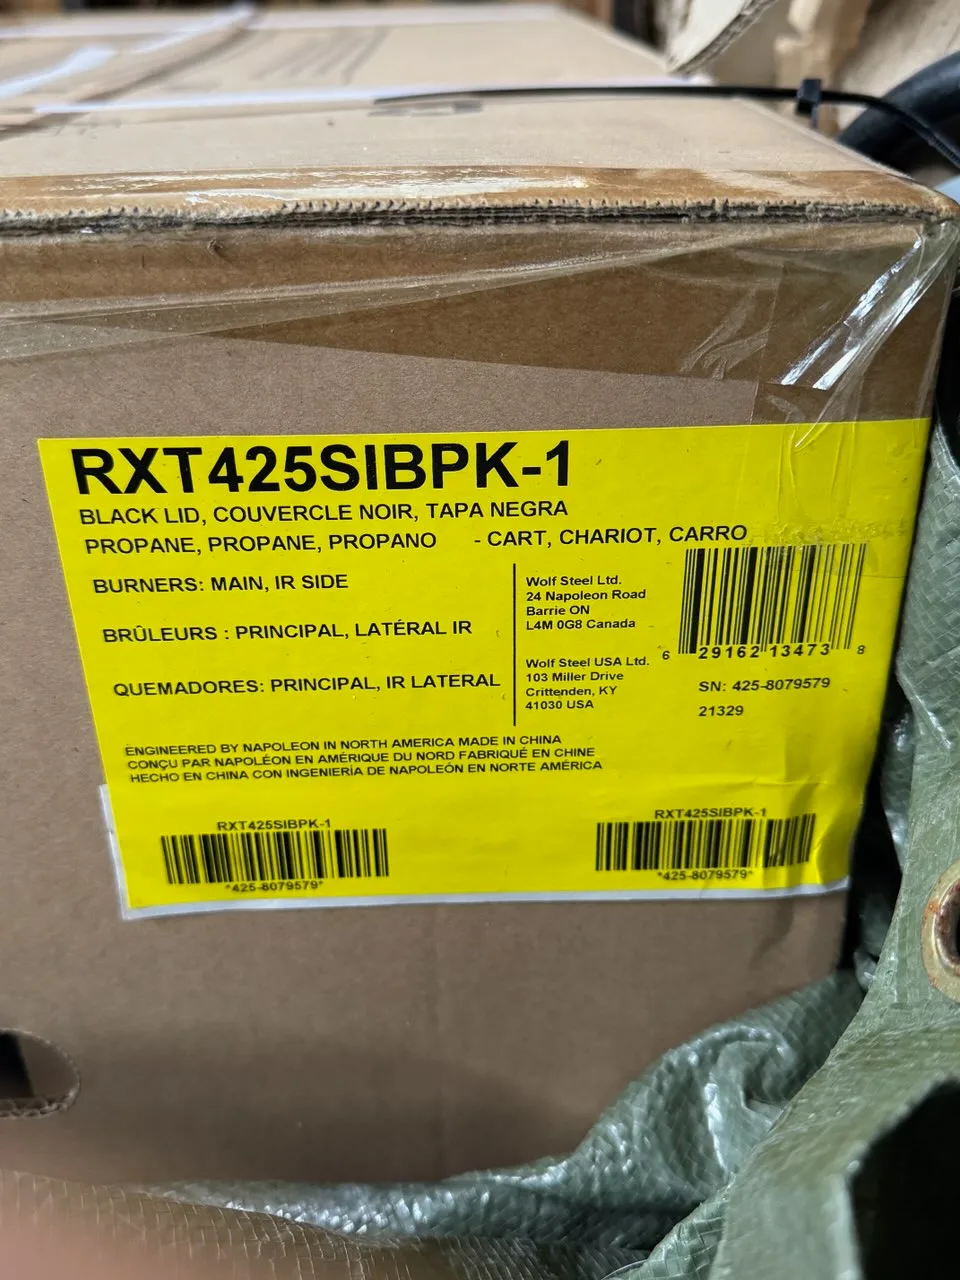 RXT425SIBPK-1
BLACK LID, COUVERCLE NOIR, TAPA NEGRA
PROPANE, PROPANE, PROPANO - CART, CHARIOT, CARRO
BURNERS: MAIN, IR SIDE
BRÛLEURS : PRINCIPAL, LATÉRAL IR
QUEMADORES: PRINCIPAL, IR LATERAL
Wolf Steel Ltd.
24 Napoleon Road
Barrie ON
L4M 0G8 Canada
Wolf Steel USA Ltd.
103 Miller Drive
Crittenden, KY
41030 USA
6 29162 13473 8
SN: 425-8079579
21329
ENGINEERED BY NAPOLEON IN NORTH AMERICA MADE IN CHINA
CONÇU PAR NAPOLÉON EN AMÉRIQUE DU NORD FABRIQUÉ EN CHINE
HECHO EN CHINA CON INGENIERÍA DE NAPOLEÓN EN NORTE AMÉRICA
RXT425SIBPK-1
*425-8079579*
RXT425SIBPK-1
*425-8079579*